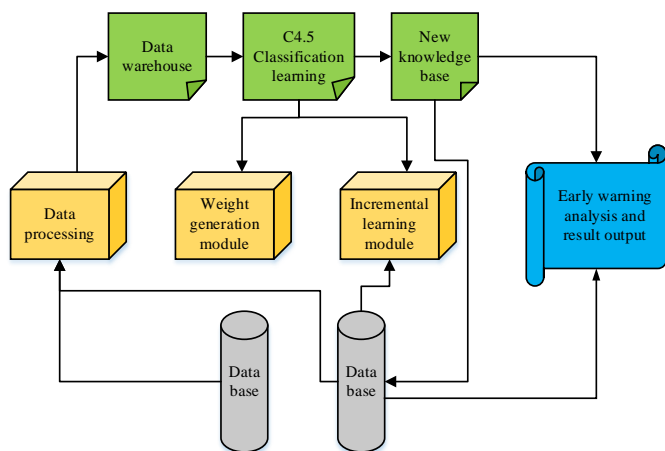 Data
warehouse
C4.5
Classification
learning
New
knowledge
base
Data
processing
Weight
generation
module
Incremental
learning
module
Early warning
analysis and
result output
Data
base
Data
base